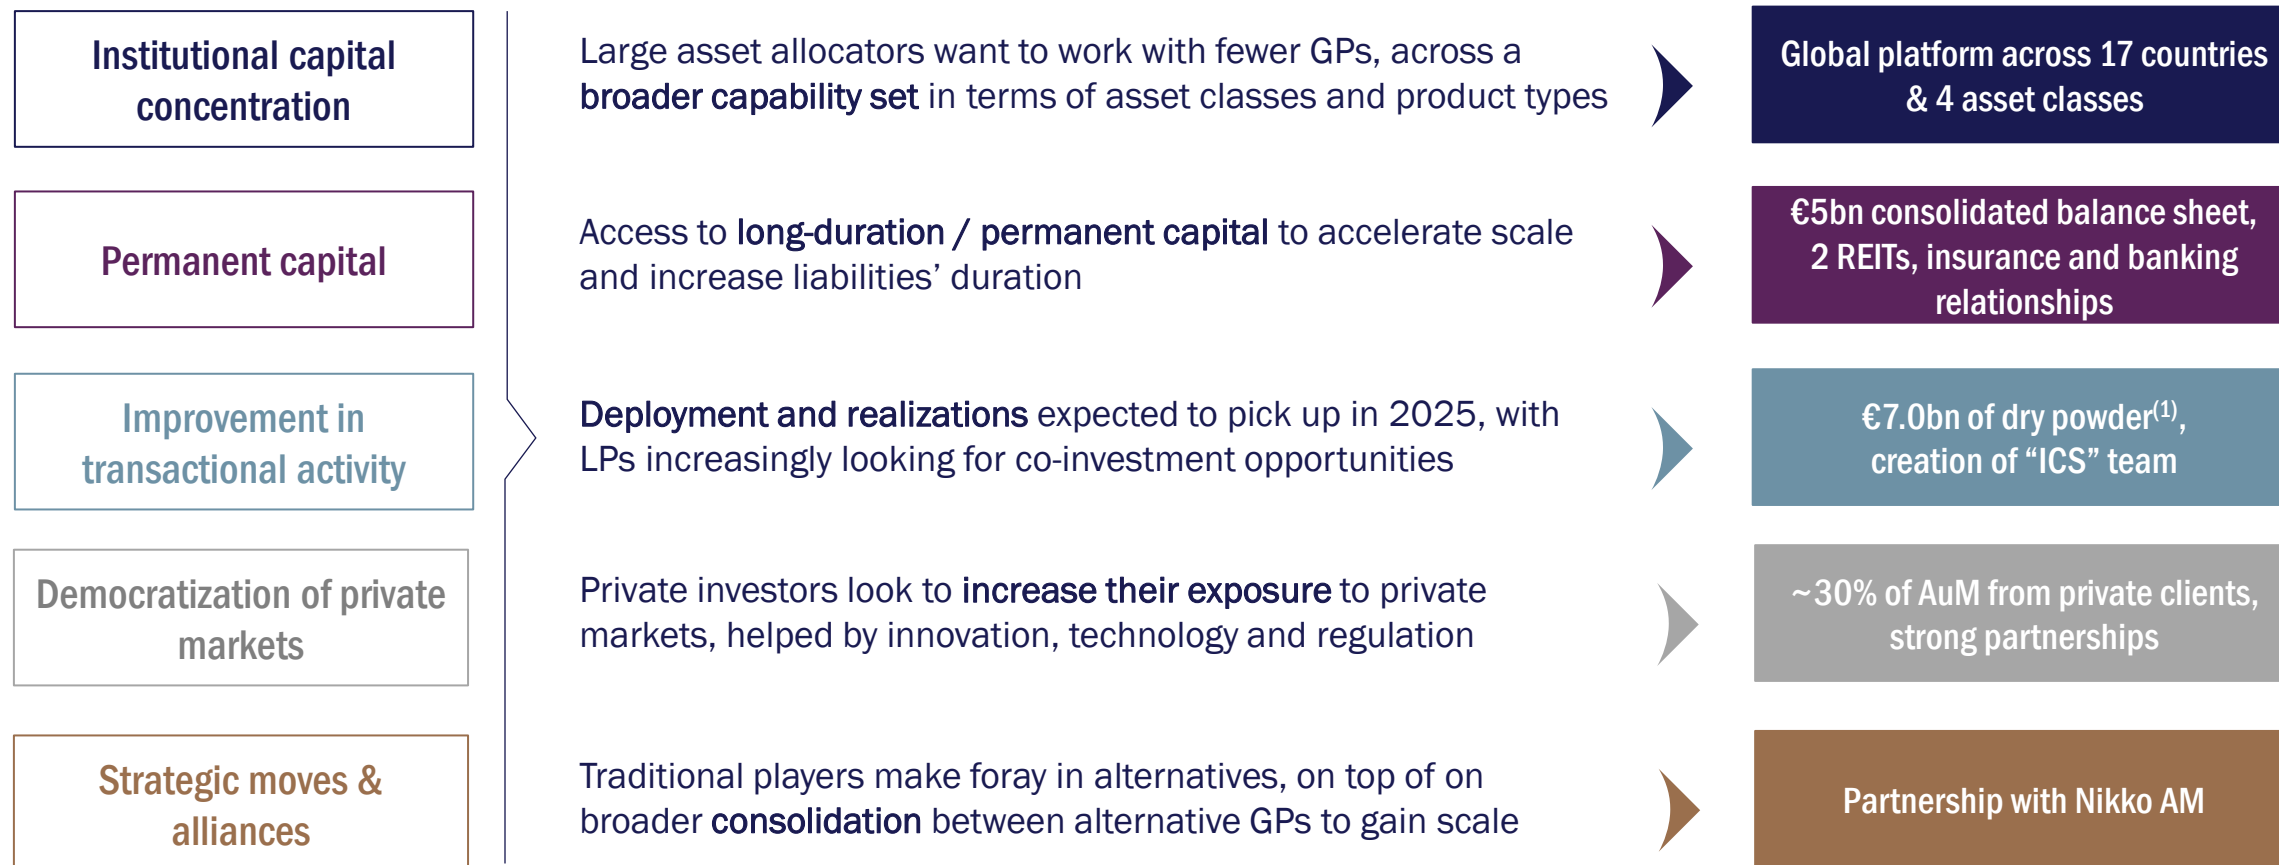 Institutional capital
concentration
Large asset allocators want to work with fewer GPs, across a
broader capability set in terms of asset classes and product types
Global platform across 17 countries
& 4 asset classes
Permanent capital
Access to long-duration / permanent capital to accelerate scale
and increase liabilities’ duration
€5bn consolidated balance sheet,
2 REITs, insurance and banking
relationships
Improvement in
transactional activity
Deployment and realizations expected to pick up in 2025, with
LPs increasingly looking for co-investment opportunities
€7.0bn of dry powder(1),
creation of “ICS” team
Democratization of private
markets
Private investors look to increase their exposure to private
markets, helped by innovation, technology and regulation
~30% of AuM from private clients,
strong partnerships
Strategic moves &
alliances
Traditional players make foray in alternatives, on top of on
broader consolidation between alternative GPs to gain scale
Partnership with Nikko AM